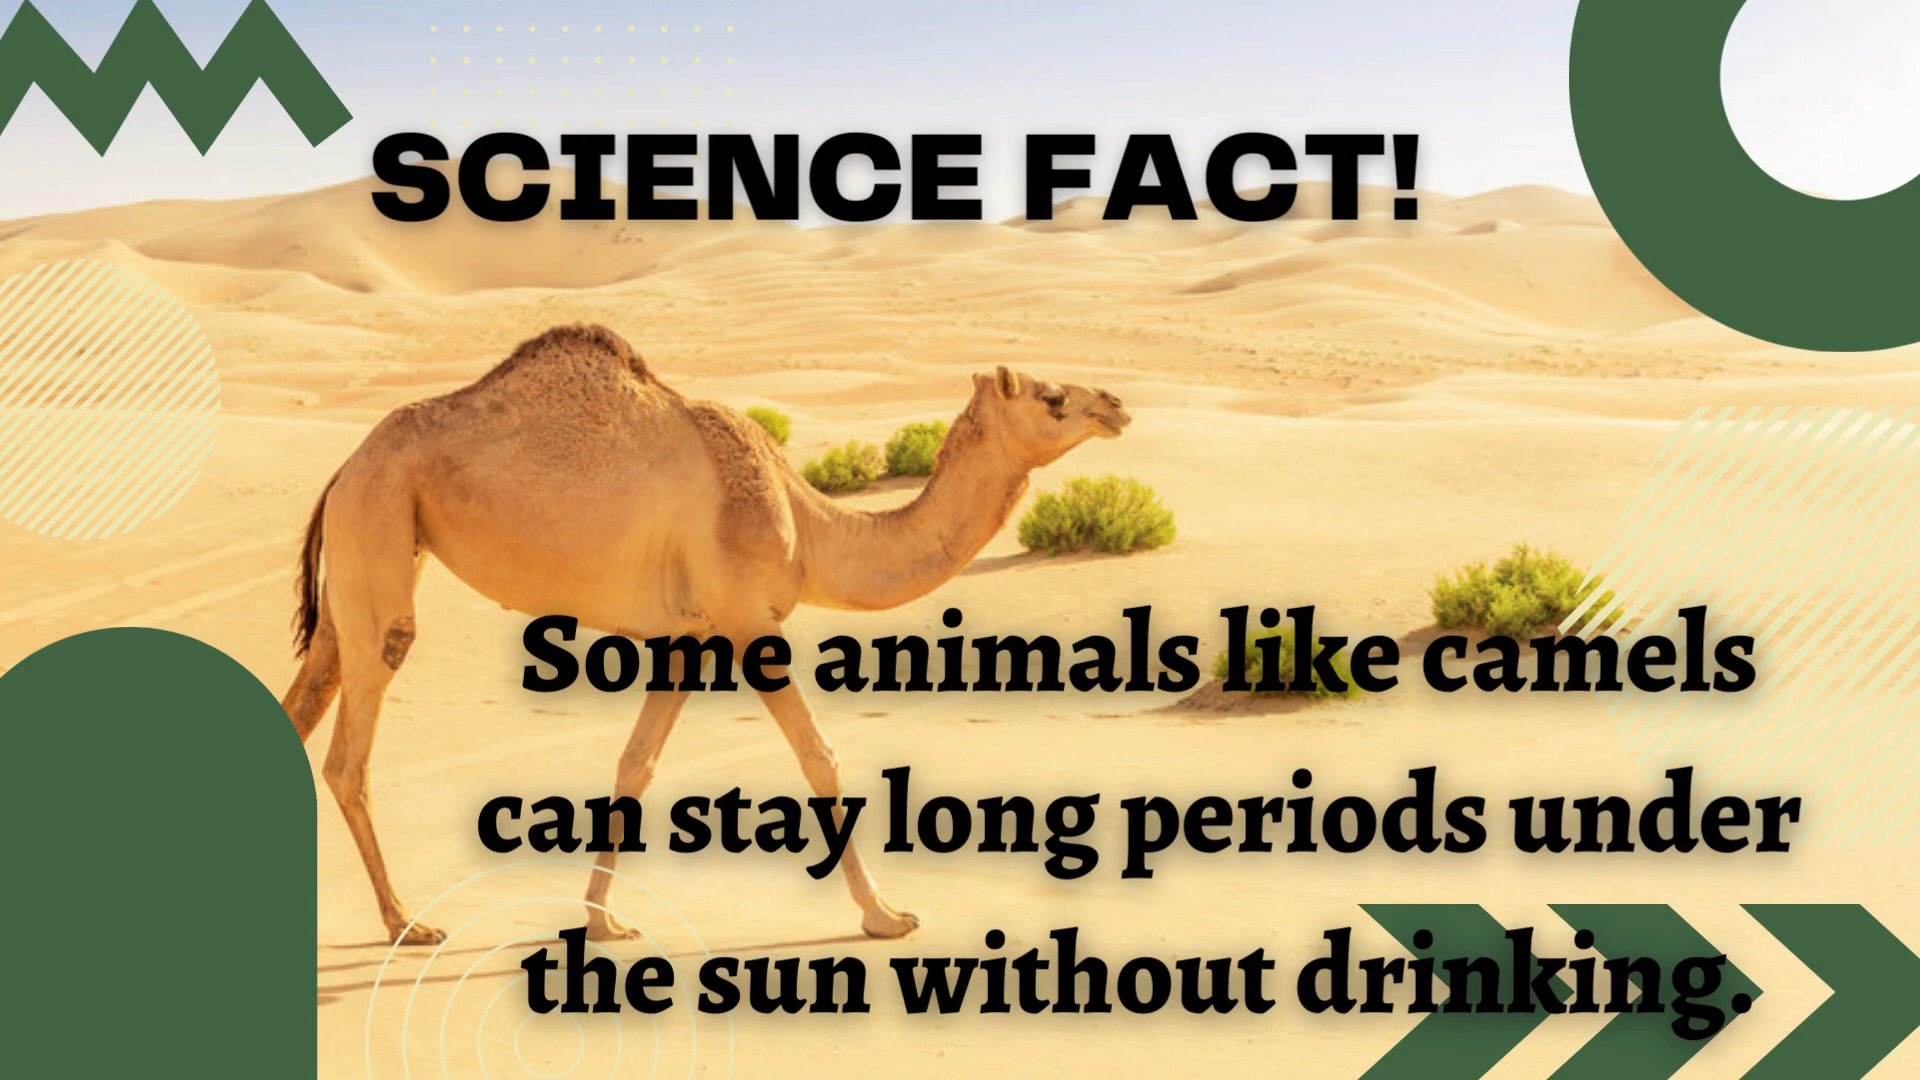 SCIENCE FACT!
Some animals like camels
can stay long periods under
the sun without drinking.